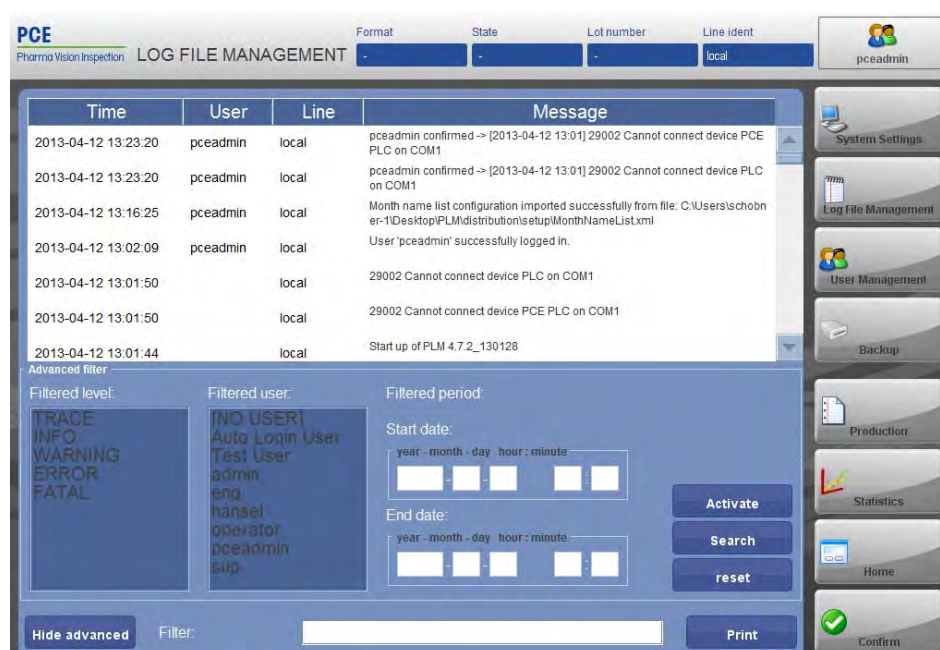 PCE
Pharma Vision Inspection
LOG FILE MANAGEMENT
Format
State
Lot number
Line ident
-
-
-
local
pceadmin
Time User Line Message
2013-04-12 13:23:20 pceadmin local pceadmin confirmed -> [2013-04-12 13:01] 29002 Cannot connect device PCE
PLC on COM1
2013-04-12 13:23:20 pceadmin local pceadmin confirmed -> [2013-04-12 13:01] 29002 Cannot connect device PLC
on COM1
2013-04-12 13:16:25 pceadmin local Month name list configuration imported successfully from file: C:\Users\schobn
er-1\Desktop\PLM\distribution\setup\MonthNameList.xml
2013-04-12 13:02:09 pceadmin local User 'pceadmin' successfully logged in.
2013-04-12 13:01:50 local 29002 Cannot connect device PLC on COM1
2013-04-12 13:01:50 local 29002 Cannot connect device PCE PLC on COM1
2013-04-12 13:01:44 local Start up of PLM 4.7.2_130128
Advanced filter
Filtered level:
TRACE
INFO
WARNING
ERROR
FATAL
Filtered user:
[NO USER]
Auto Login User
Test User
admin
eng
hansel
operator
pceadmin
sup
Filtered period:
Start date:
year - month - day hour : minute
- - :
End date:
year - month - day hour : minute
- - :
Activate
Search
reset
Hide advanced
Filter:
Print
System Settings
Log File Management
User Management
Backup
Production
Statistics
Home
Confirm